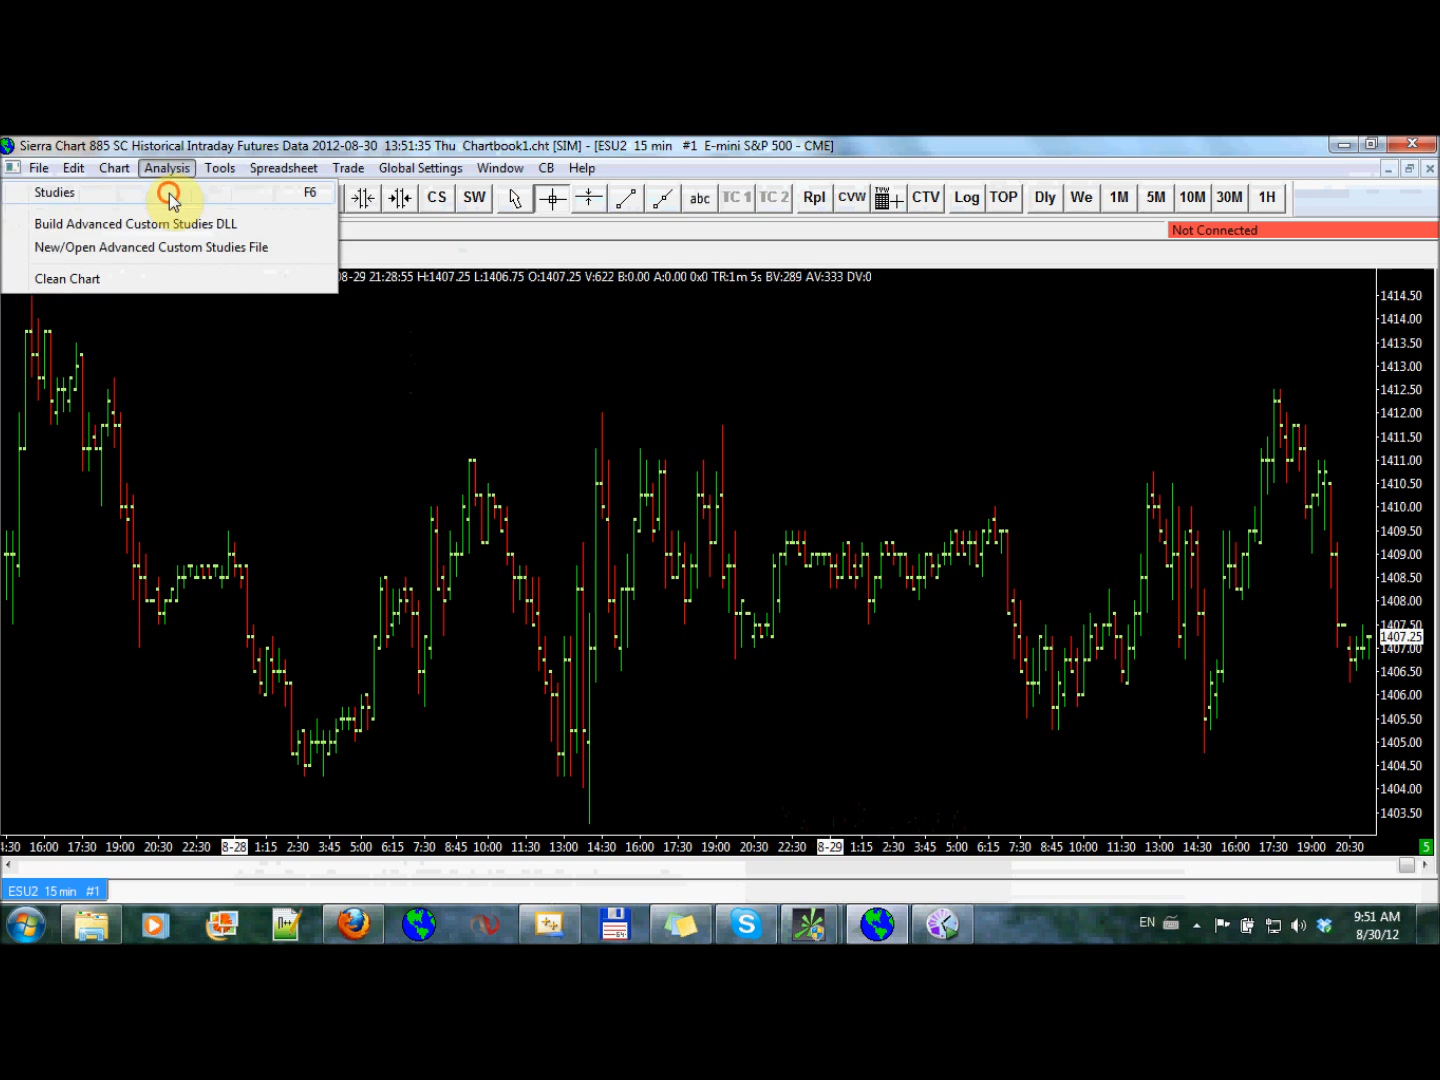 Sierra Chart 885 SC Historical Intraday Futures Data 2012-08-30 13:51:35 Thu Chartbook1.cht [SIM] - [ESU2 15 min #1 E-mini S&P 500 - CME]
File Edit Chart Analysis Tools Spreadsheet Trade Global Settings Window CB Help
Studies F6
CS SW abc TC 1 TC 2 Rpl CVW TPW CTV Log TOP Dly We 1M 5M 10M 30M 1H
Build Advanced Custom Studies DLL
Not Connected
New/Open Advanced Custom Studies File
Clean Chart
08-29 21:28:55 H:1407.25 L:1406.75 O:1407.25 V:622 B:0.00 A:0.00 0x0 TR:1m 5s BV:289 AV:333 DV:0
1414.50
1414.00
1413.50
1413.00
1412.50
1412.00
1411.50
1411.00
1410.50
1410.00
1409.50
1409.00
1408.50
1408.00
1407.50
1407.25
1407.00
1406.50
1406.00
1405.50
1405.00
1404.50
1404.00
1403.50
4:30 16:00 17:30 19:00 20:30 22:30 8-28 1:15 2:30 3:45 5:00 6:15 7:30 8:45 10:00 11:30 13:00 14:30 16:00 17:30 19:00 20:30 22:30 8-29 1:15 2:30 3:45 5:00 6:15 7:30 8:45 10:00 11:30 13:00 14:30 16:00 17:30 19:00 20:30 5
ESU2 15 min #1
EN 9:51 AM
8/30/12